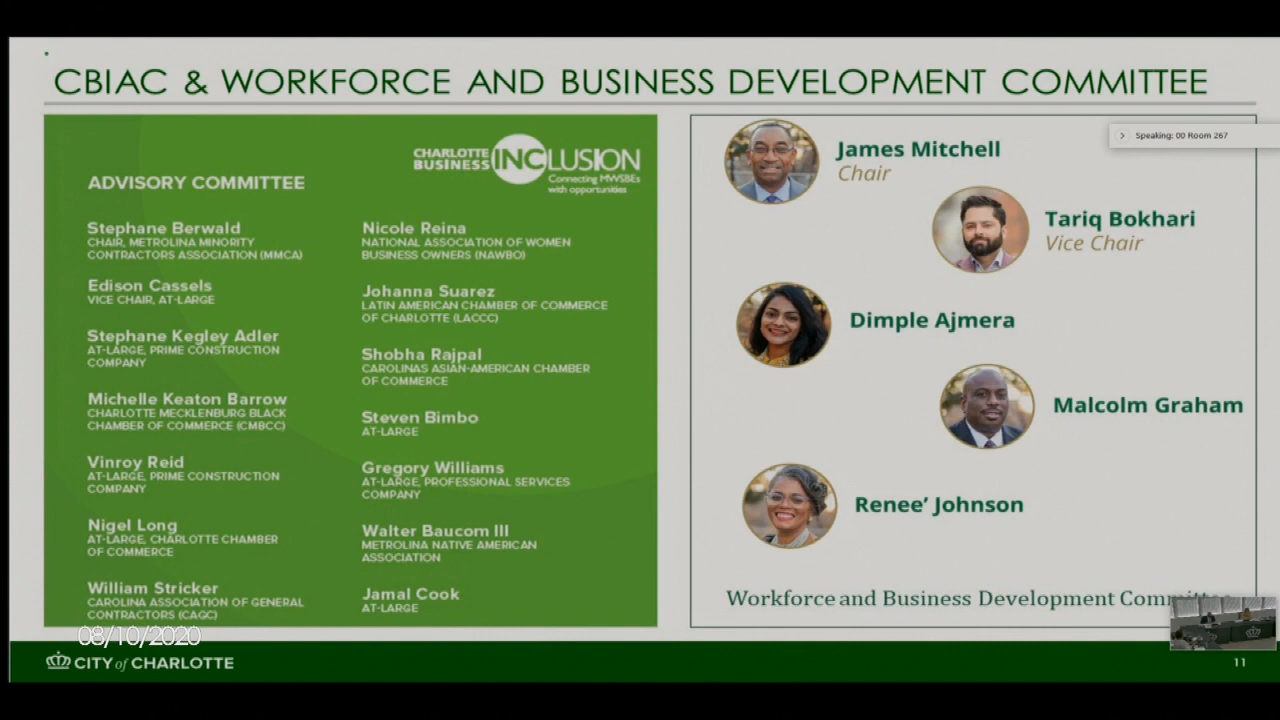 CBIAC & WORKFORCE AND BUSINESS DEVELOPMENT COMMITTEE
CHARLOTTE
BUSINESS
INCLUSION
Connecting MWSBEs
with opportunities
ADVISORY COMMITTEE
Stephane Berwald
CHAIR, METROLINA MINORITY
CONTRACTORS ASSOCIATION (MMCA)
Edison Cassels
VICE CHAIR, AT-LARGE
Stephane Kegley Adler
AT-LARGE, PRIME CONSTRUCTION
COMPANY
Michelle Keaton Barrow
CHARLOTTE MECKLENBURG BLACK
CHAMBER OF COMMERCE (CMBCC)
Vinroy Reid
AT-LARGE, PRIME CONSTRUCTION
COMPANY
Nigel Long
AT-LARGE, CHARLOTTE CHAMBER
OF COMMERCE
William Stricker
CAROLINA ASSOCIATION OF GENERAL
CONTRACTORS (CAGC)
Nicole Reina
NATIONAL ASSOCIATION OF WOMEN
BUSINESS OWNERS (NAWBO)
Johanna Suarez
LATIN AMERICAN CHAMBER OF COMMERCE
OF CHARLOTTE (LACCC)
Shobha Rajpal
CAROLINAS ASIAN-AMERICAN CHAMBER
OF COMMERCE
Steven Bimbo
AT-LARGE
Gregory Williams
AT-LARGE, PROFESSIONAL SERVICES
COMPANY
Walter Baucom III
METROLINA NATIVE AMERICAN
ASSOCIATION
Jamal Cook
AT-LARGE
Speaking: 00 Room 267
James Mitchell
Chair
Tariq Bokhari
Vice Chair
Dimple Ajmera
Malcolm Graham
Renee’ Johnson
Workforce and Business Development
08/10/2020
CITY of CHARLOTTE
11